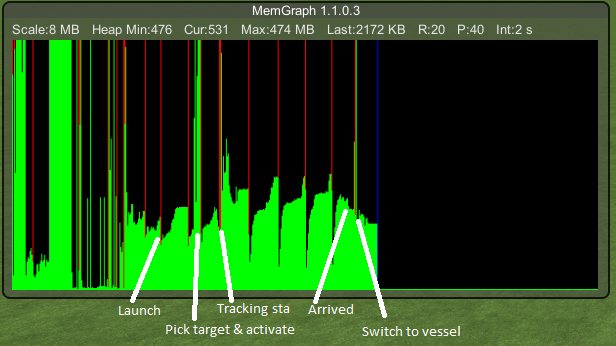 MemGraph 1.1.0.3
Scale:8 MB Heap Min:476 Cur:531 Max:474 MB Last:2172 KB R:20 P:40 Int:2 s
Launch
Pick target & activate
Tracking sta
Arrived
Switch to vessel